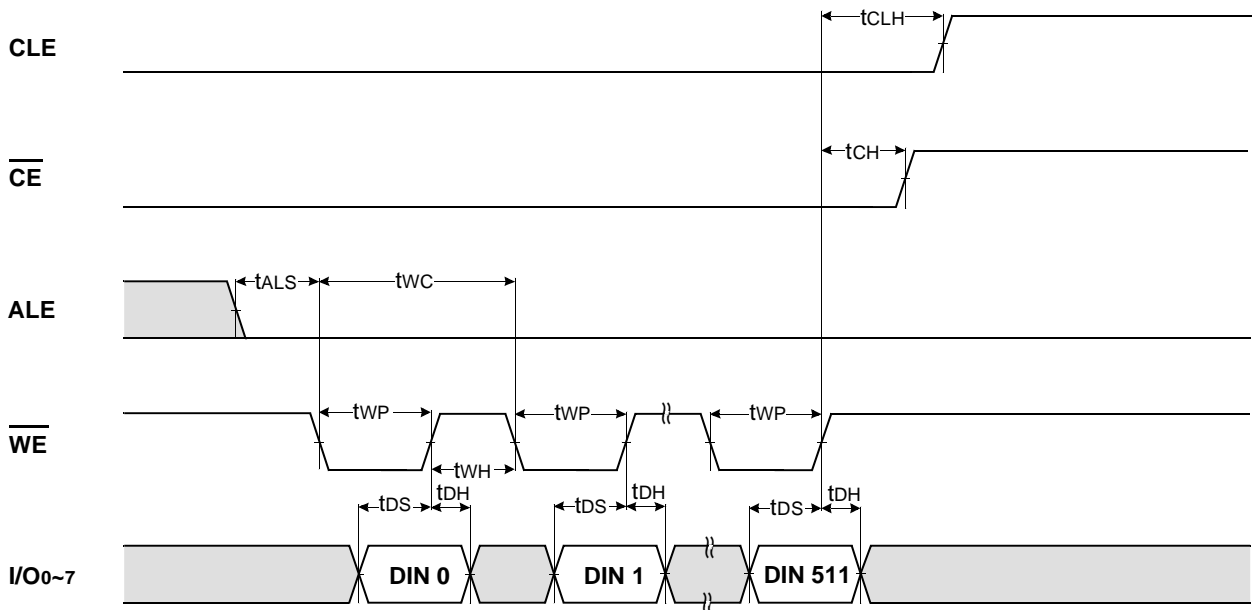 tCLH
CLE
tCH
CE
tALS
tWC
ALE
tWP
tWP
tWP
WE
tWH
tDS
tDH
tDS
tDH
tDS
tDH
I/O0~7
DIN 0
DIN 1
DIN 511